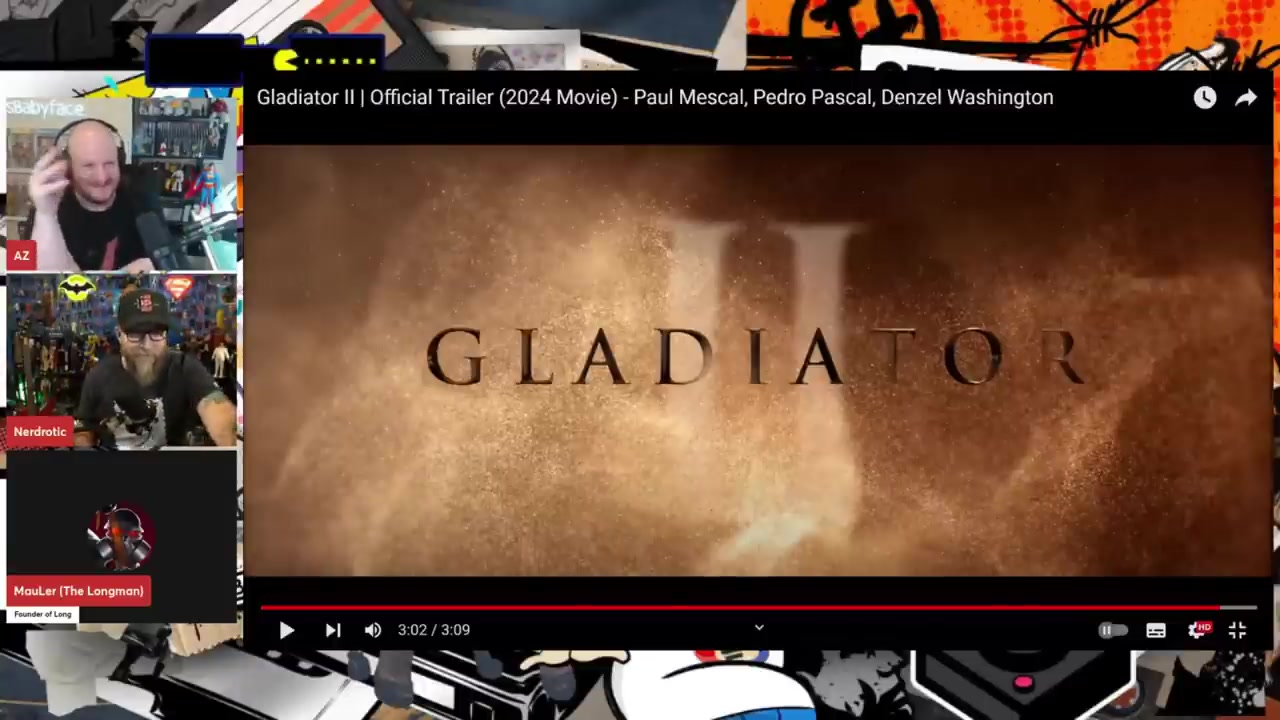 Gladiator II | Official Trailer (2024 Movie) - Paul Mescal, Pedro Pascal, Denzel Washington
sBabyface
AZ
II
GLADIATOR
Nerdrotic
MauLer (The Longman)
Founder of Long
3:02 / 3:09
HD